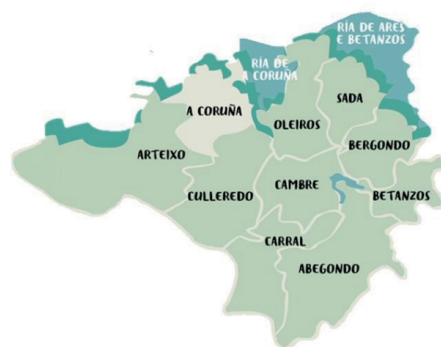 RÍA DE ARES
E BETANZOS
RÍA DE
A CORUÑA
SADA
A CORUÑA
OLEIROS
BERGONDO
ARTEIXO
CAMBRE
CULLEREDO
BETANZOS
CARRAL
ABEGONDO